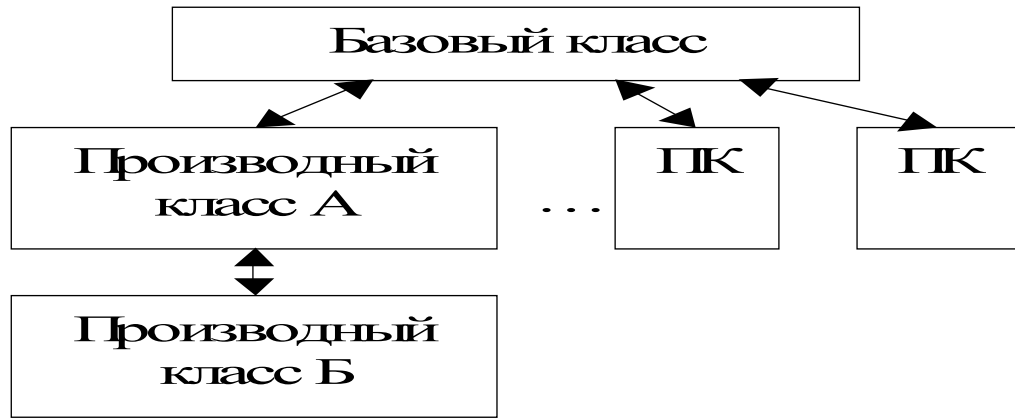 Базовый класс
Производный
класс А
...
ПК
ПК
Производный
класс Б